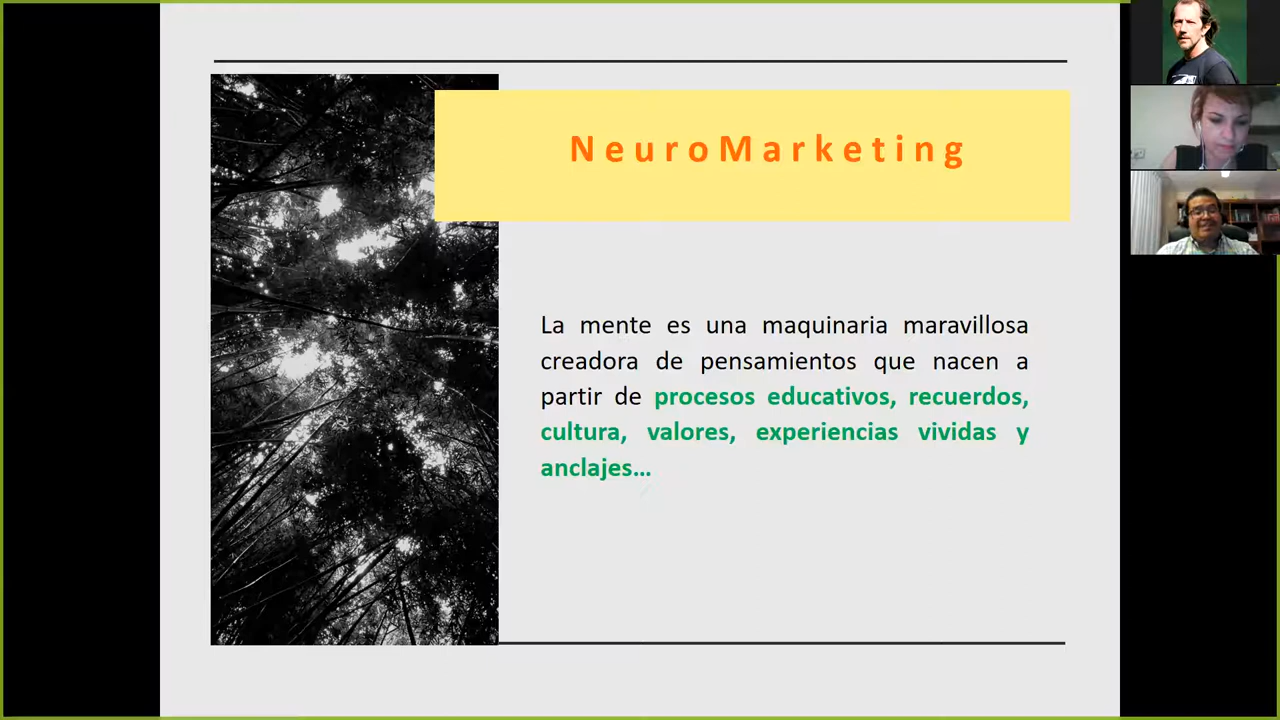 NeuroMarketing
La mente es una maquinaria maravillosa
creadora de pensamientos que nacen a
partir de procesos educativos, recuerdos,
cultura, valores, experiencias vividas y
anclajes…